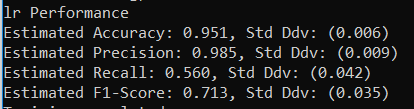 lr Performance
Estimated Accuracy: 0.951, Std Ddv: (0.006)
Estimated Precision: 0.985, Std Ddv: (0.009)
Estimated Recall: 0.560, Std Ddv: (0.042)
Estimated F1-Score: 0.713, Std Ddv: (0.035)